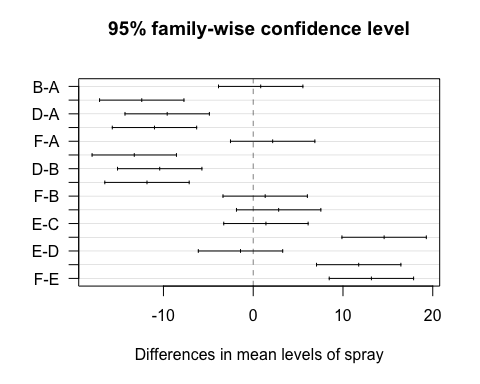 95% family-wise confidence level
B-A
D-A
F-A
D-B
F-B
E-C
E-D
F-E
-10 0 10 20
Differences in mean levels of spray